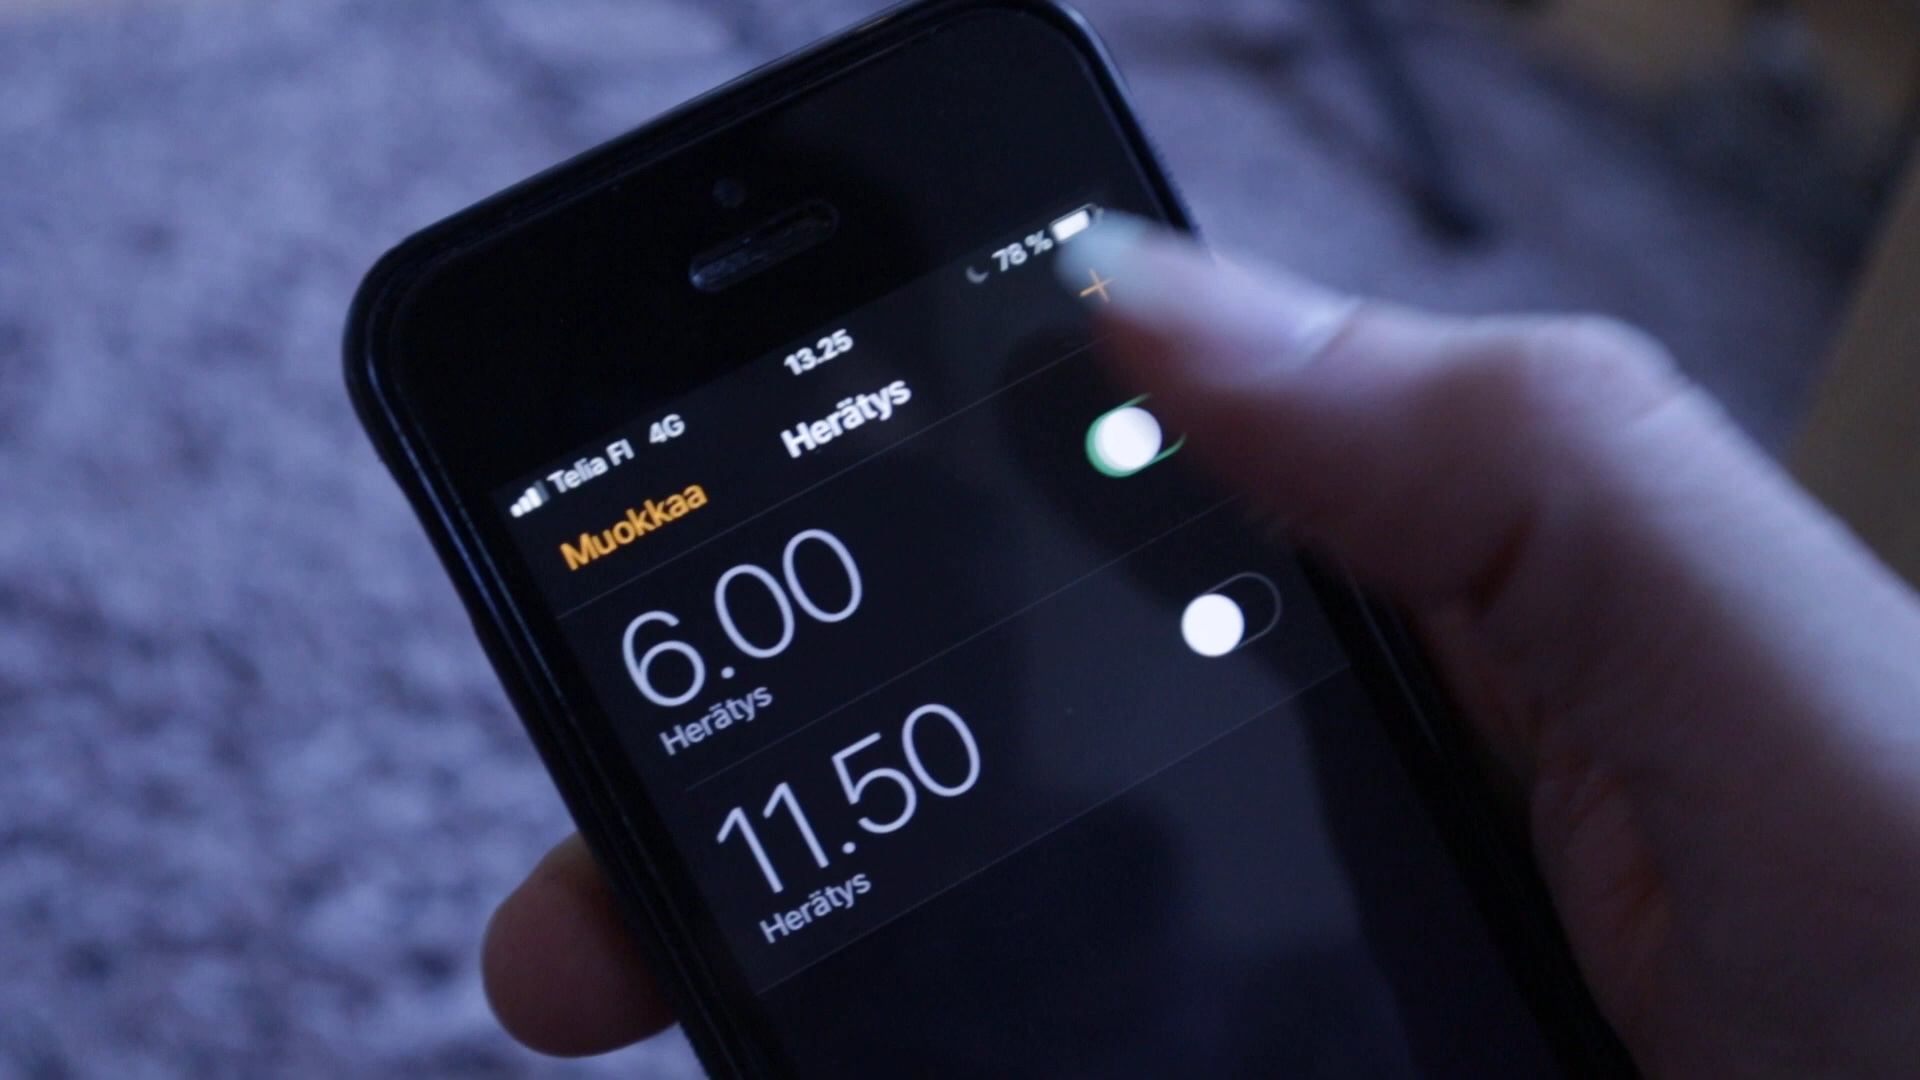 Telia FI 4G 13.25 78 %
Muokkaa Herätys +
6.00
Herätys
11.50
Herätys